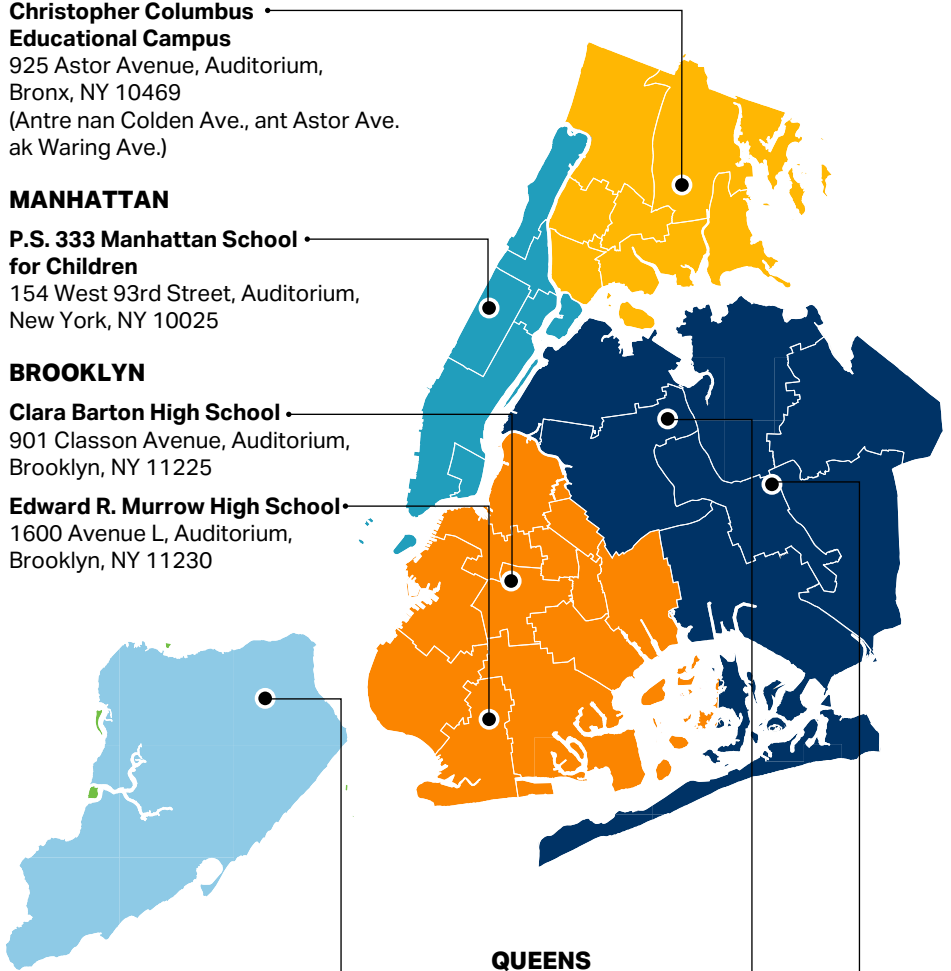 Christopher Columbus
Educational Campus
925 Astor Avenue, Auditorium,
Bronx, NY 10469
(Antre nan Colden Ave., ant Astor Ave.
ak Waring Ave.)
MANHATTAN
P.S. 333 Manhattan School
for Children
154 West 93rd Street, Auditorium,
New York, NY 10025
BROOKLYN
Clara Barton High School
901 Classon Avenue, Auditorium,
Brooklyn, NY 11225
Edward R. Murrow High School
1600 Avenue L, Auditorium,
Brooklyn, NY 11230
QUEENS